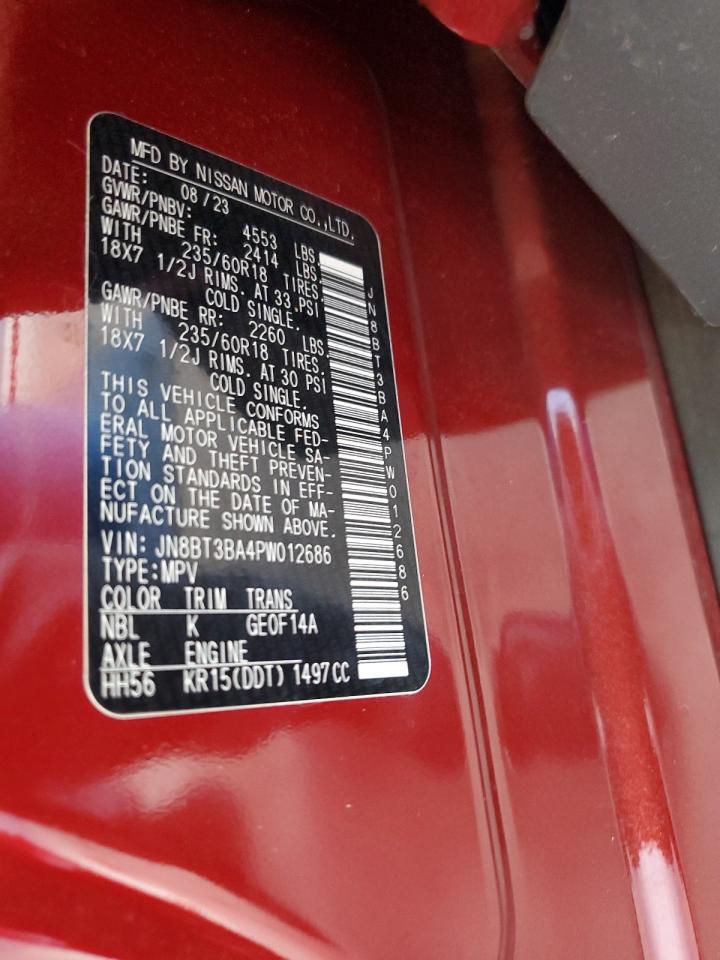 MFD BY NISSAN MOTOR CO.,LTD.
DATE: 08/23
GVWR/PNBV: 4553 LBS
GAWR/PNBE FR: 2414 LBS
WITH 235/60R18 TIRES,
18X7 1/2J RIMS. AT 33 PSI
COLD SINGLE.
GAWR/PNBE RR: 2260 LBS.
WITH 235/60R18 TIRES,
18X7 1/2J RIMS. AT 30 PSI
COLD SINGLE.
THIS VEHICLE CONFORMS
TO ALL APPLICABLE FED-
ERAL MOTOR VEHICLE SA-
FETY AND THEFT PREVEN-
TION STANDARDS IN EFF-
ECT ON THE DATE OF MA-
NUFACTURE SHOWN ABOVE.
VIN: JN8BT3BA4PW012686
TYPE:MPV
COLOR TRIM TRANS
NBL K GE0F14A
AXLE ENGINE
HH56 KR15(DDT) 1497CC
JN8BT3BA4PW012686